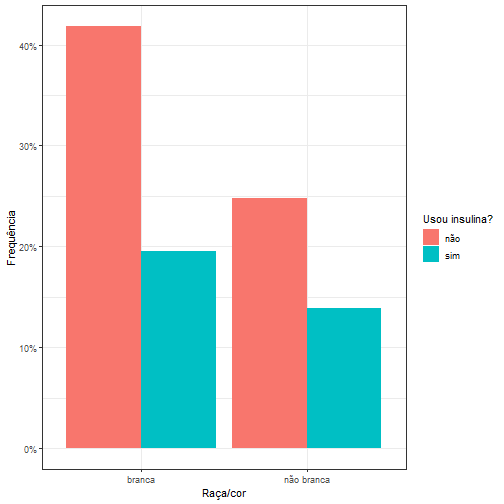 40%
30%
20%
10%
0%
Frequência
branca
não branca
Raça/cor
Usou insulina?
não
sim